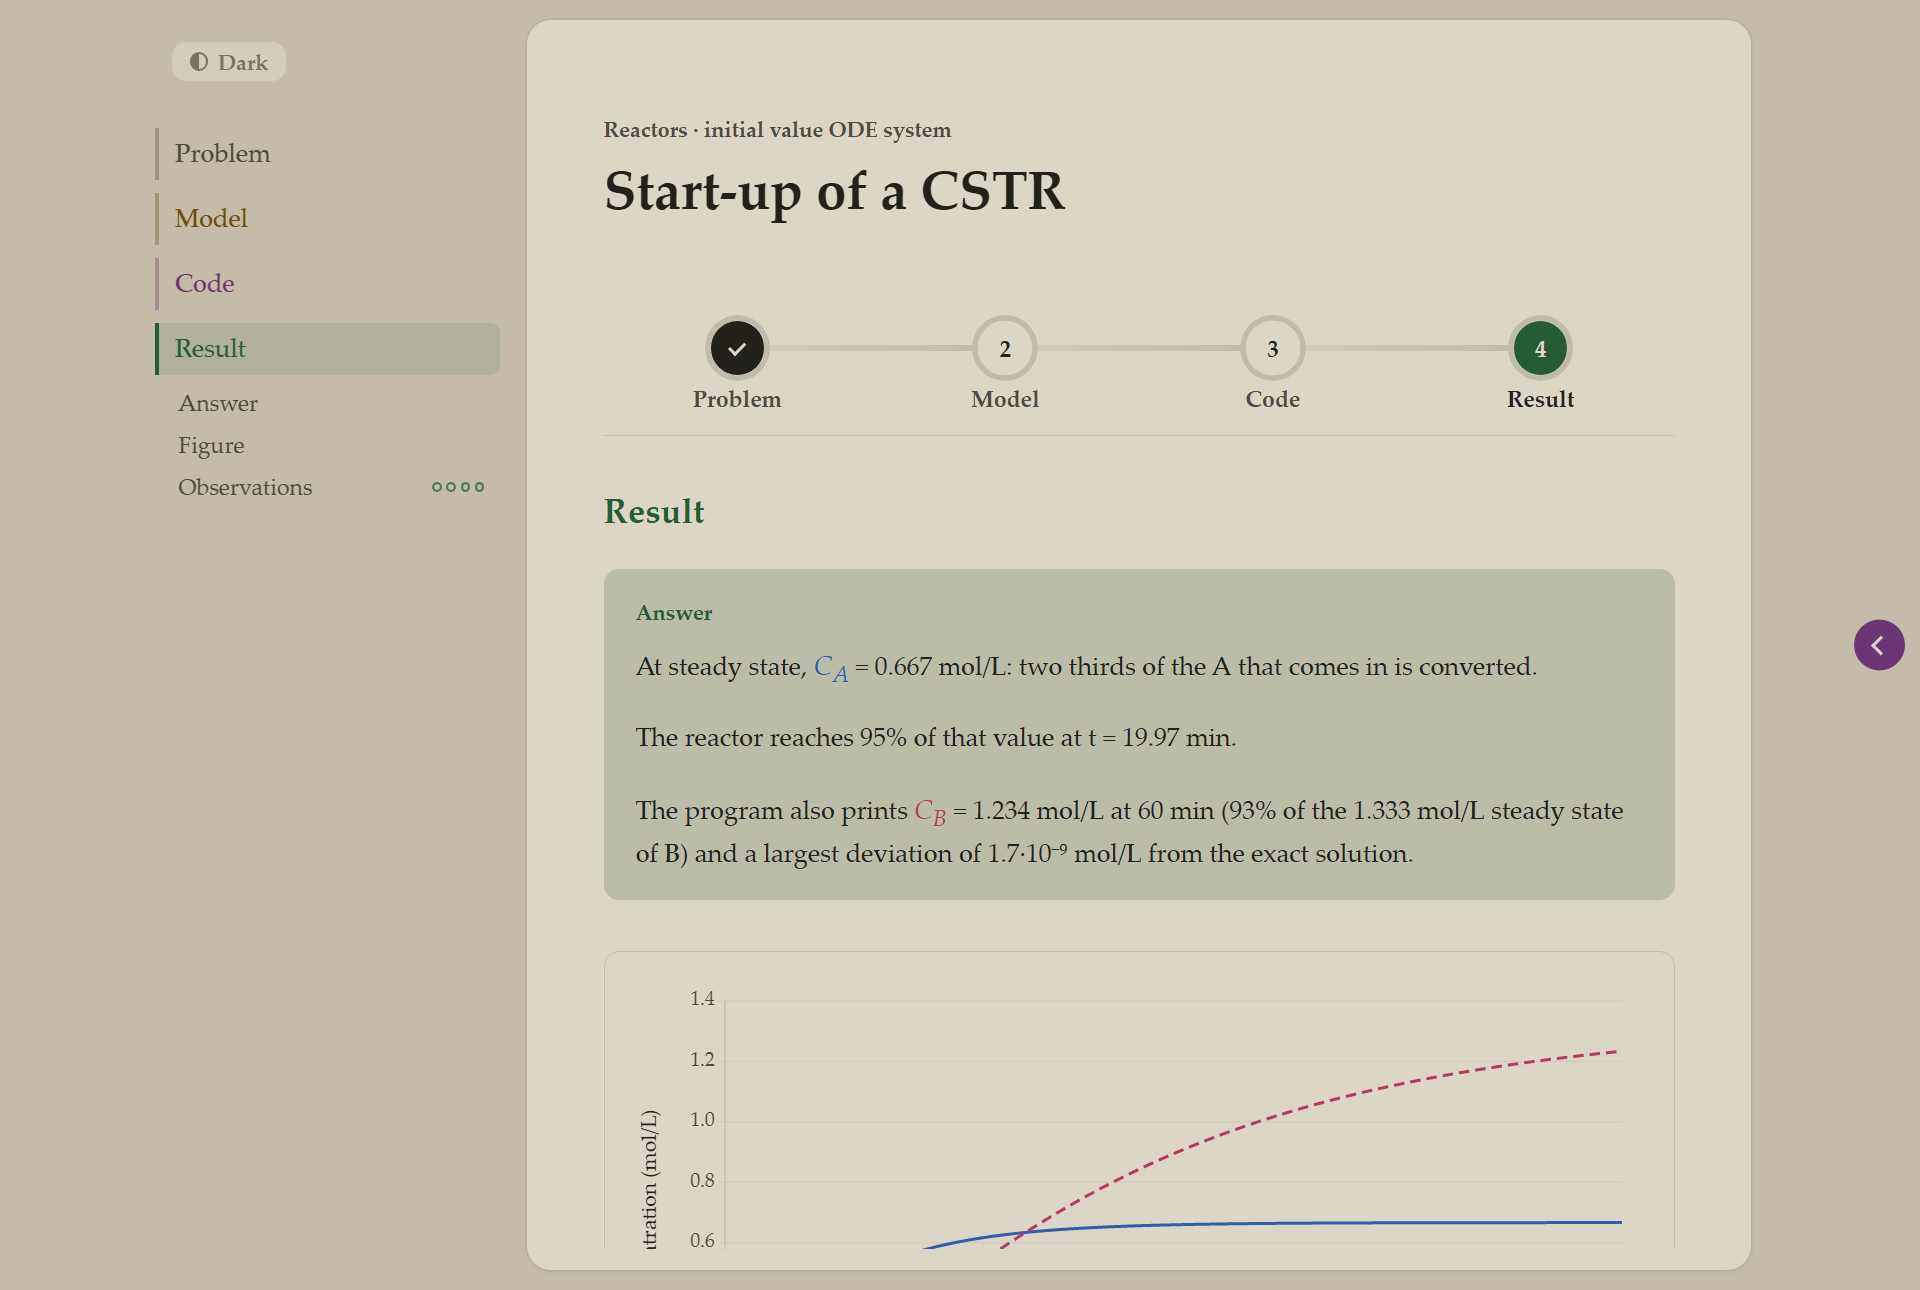 Dark
Problem
Model
Code
Result
Answer
Figure
Observations
Reactors · initial value ODE system
Start-up of a CSTR
2
3
4
Problem
Model
Code
Result
Result
Answer
At steady state, C_A = 0.667 mol/L: two thirds of the A that comes in is converted.
The reactor reaches 95% of that value at t = 19.97 min.
The program also prints C_B = 1.234 mol/L at 60 min (93% of the 1.333 mol/L steady state
of B) and a largest deviation of 1.7·10⁻⁹ mol/L from the exact solution.
1.4
1.2
1.0
0.8
0.6
tration (mol/L)